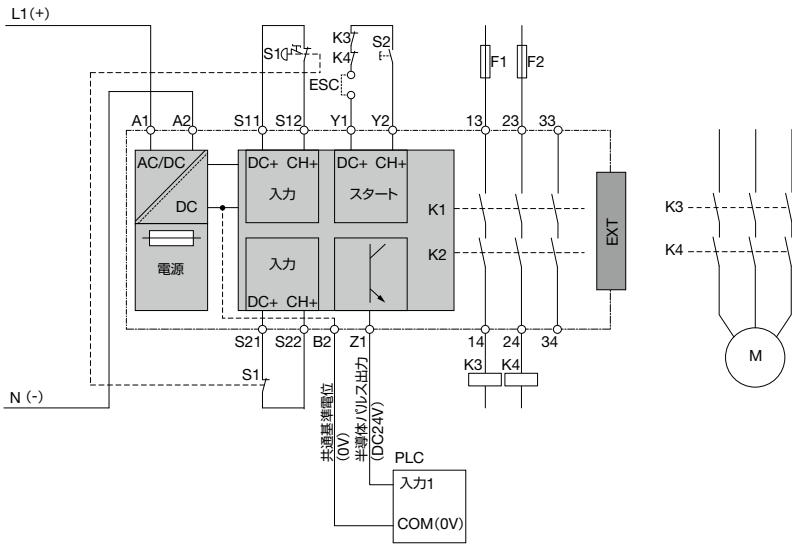 L1(+)
K3
S2
S1
K4
F1
F2
ESC
A1
A2
S11
S12
Y1
Y2
13
23
33
AC/DC
DC+ CH+
DC+ CH+
入力
スタート
DC
K1
K3
EXT
電源
入力
K2
K4
DC+ CH+
S21
S22
B2
Z1
14
24
34
M
S1
K3
K4
N (-)
共通基準電位
(0V)
半導体パルス出力
(DC24V)
PLC
入力1
COM(0V)